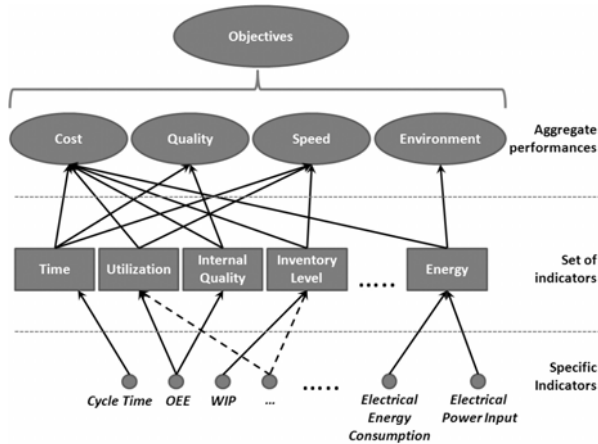 Objectives
Cost
Quality
Speed
Environment
Aggregate
performances
Time
Utilization
Internal
Quality
Inventory
Level
.....
Energy
Set of
indicators
Specific
Indicators
Cycle Time
OEE
WIP
...
.....
Electrical
Energy
Consumption
Electrical
Power Input